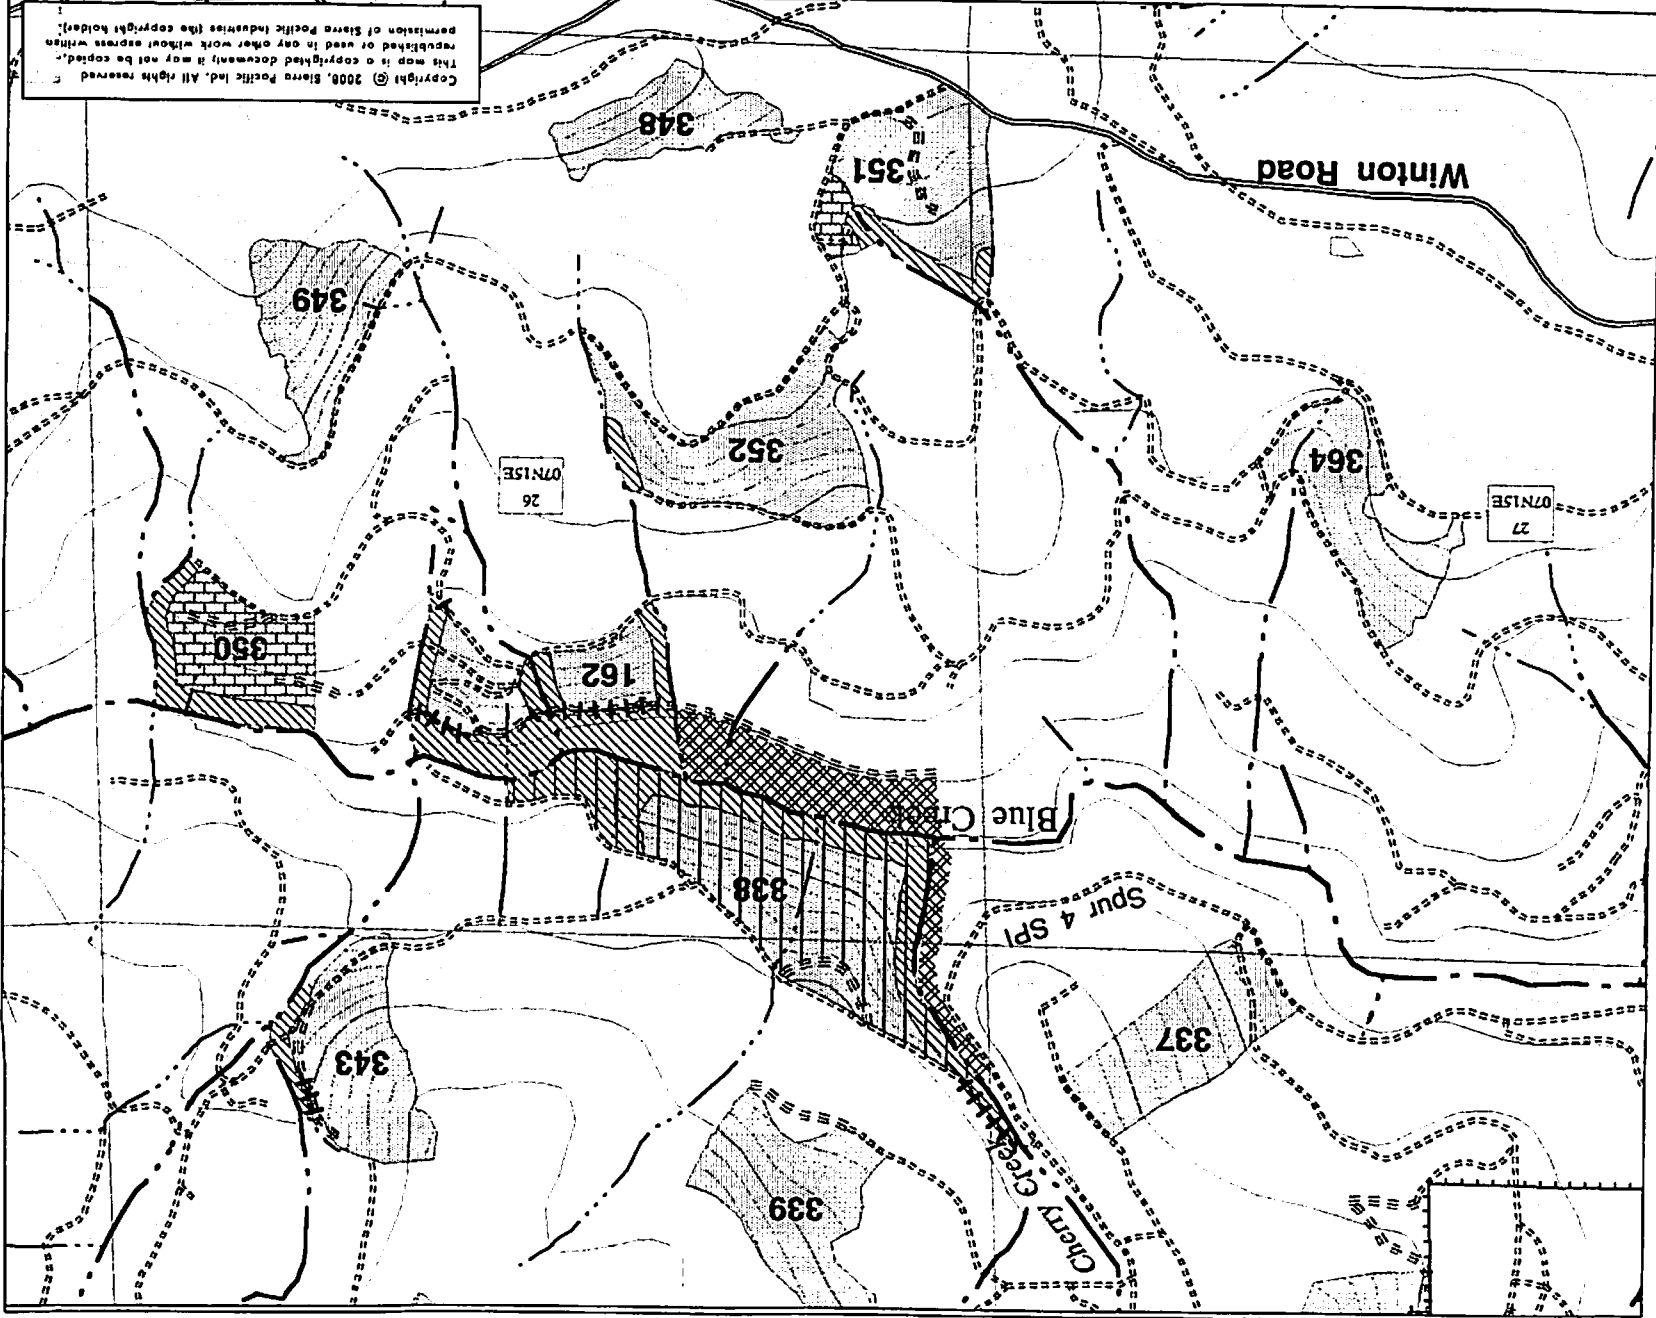 339
Cherry Creek
343
337
Spur 4 SPI
338
Blue Creek
162
350
27
07N15E
26
07N15E
364
352
349
Winton Road
351
348
Copyright © 2008, Sierra Pacific Ind. All rights reserved
This map is a copyrighted document; it may not be copied,
republished or used in any other work without express written
permission of Sierra Pacific Industries (the copyright holder).